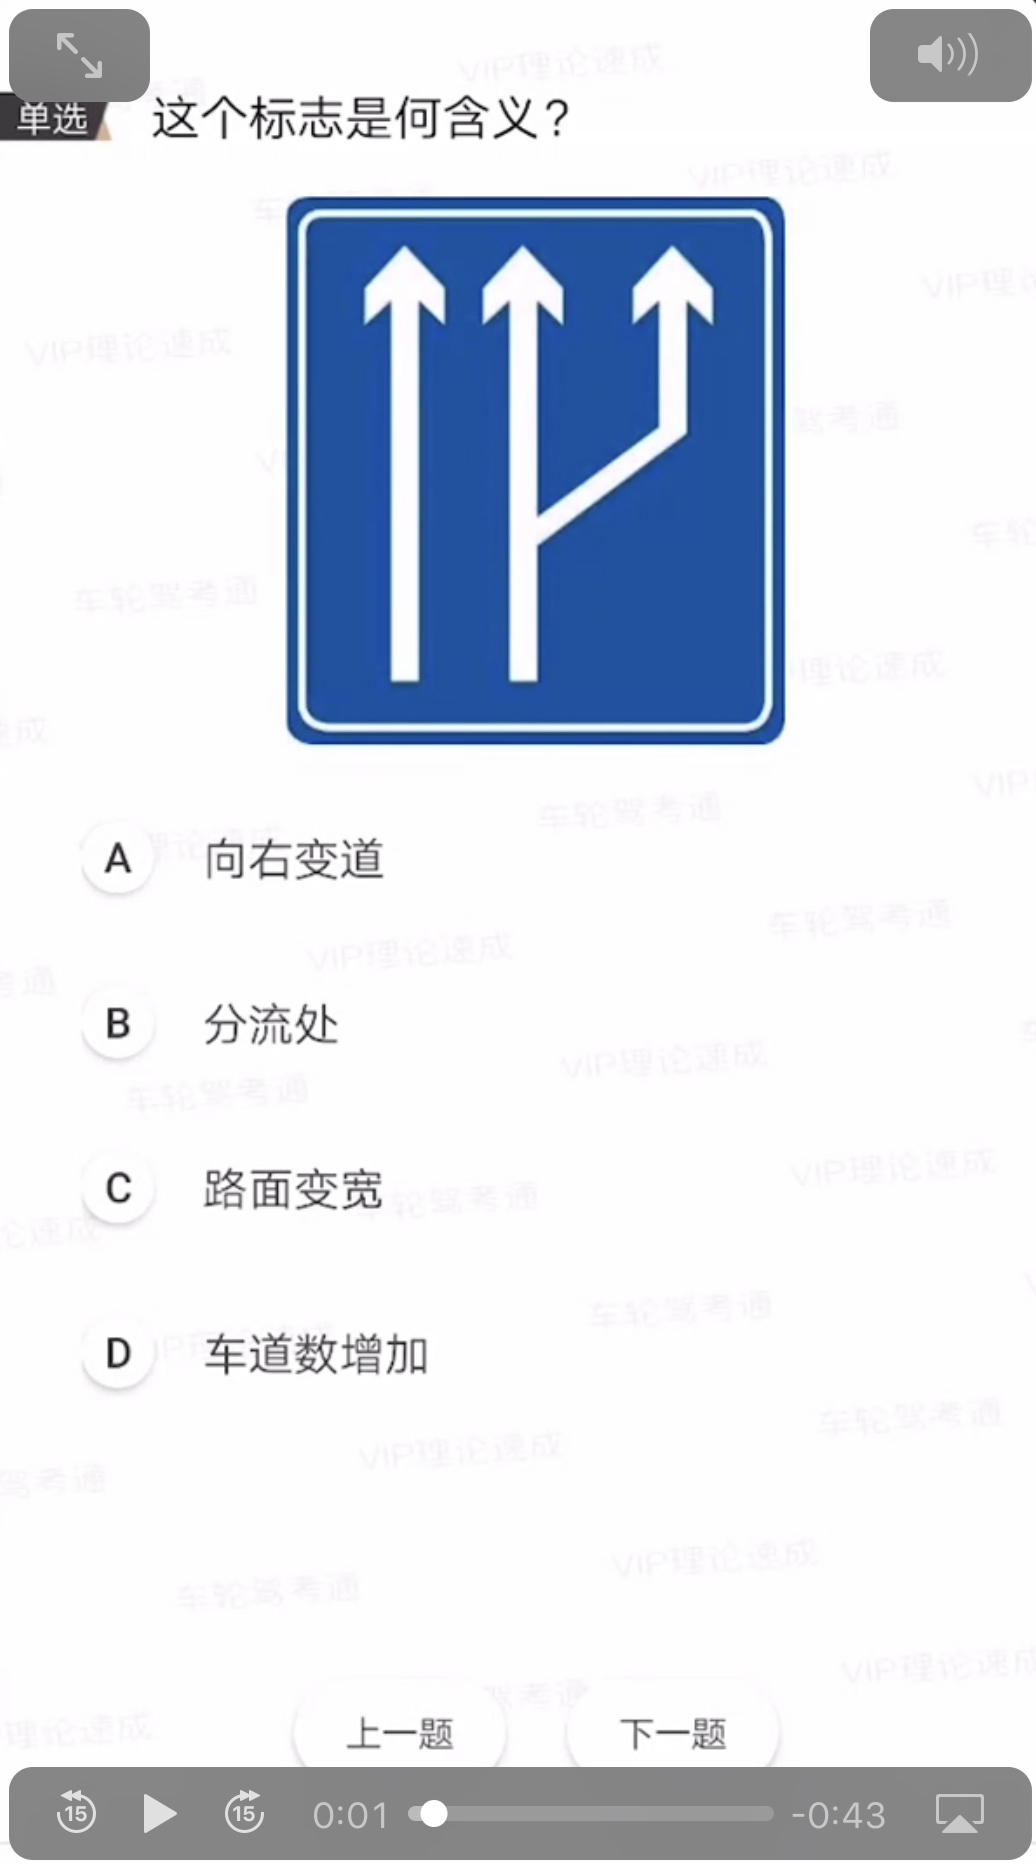 单选 这个标志是何含义？
A 向右变道
B 分流处
C 路面变宽
D 车道数增加
上一题 下一题
15 15 0:01 -0:43